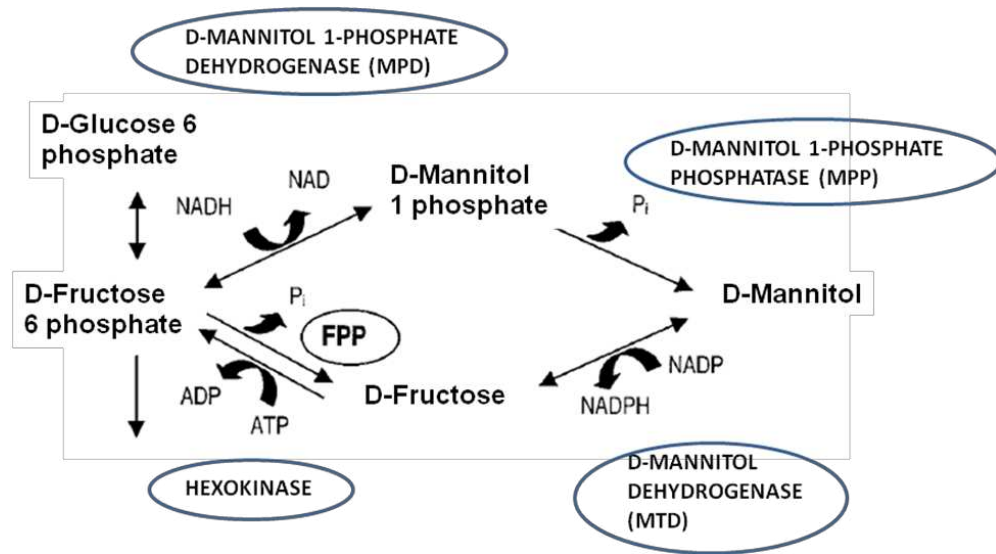 D-MANNITOL 1-PHOSPHATE
DEHYDROGENASE (MPD)
D-Glucose 6
phosphate
NADH
NAD
D-Mannitol
1 phosphate
D-MANNITOL 1-PHOSPHATE
PHOSPHATASE (MPP)
Pi
D-Fructose
6 phosphate
Pi
FPP
D-Mannitol
ADP
ATP
D-Fructose
NADP
NADPH
HEXOKINASE
D-MANNITOL
DEHYDROGENASE
(MTD)